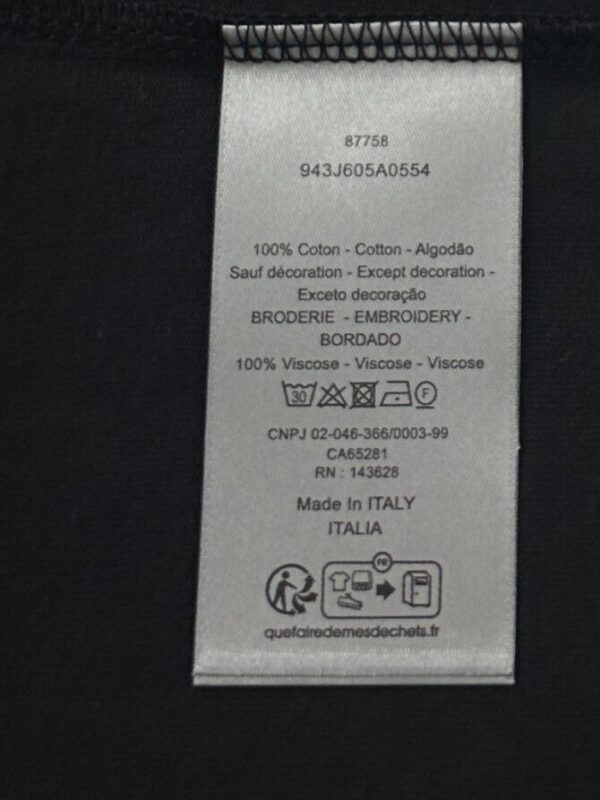 87758
943J605A0554
100% Coton - Cotton - Algodão
Sauf décoration - Except decoration -
Exceto decoração
BRODERIE - EMBROIDERY -
BORDADO
100% Viscose - Viscose - Viscose
30 F
CNPJ 02-046-366/0003-99
CA65281
RN : 143628
Made In ITALY
ITALIA
FR
quefairedemesdechets.fr